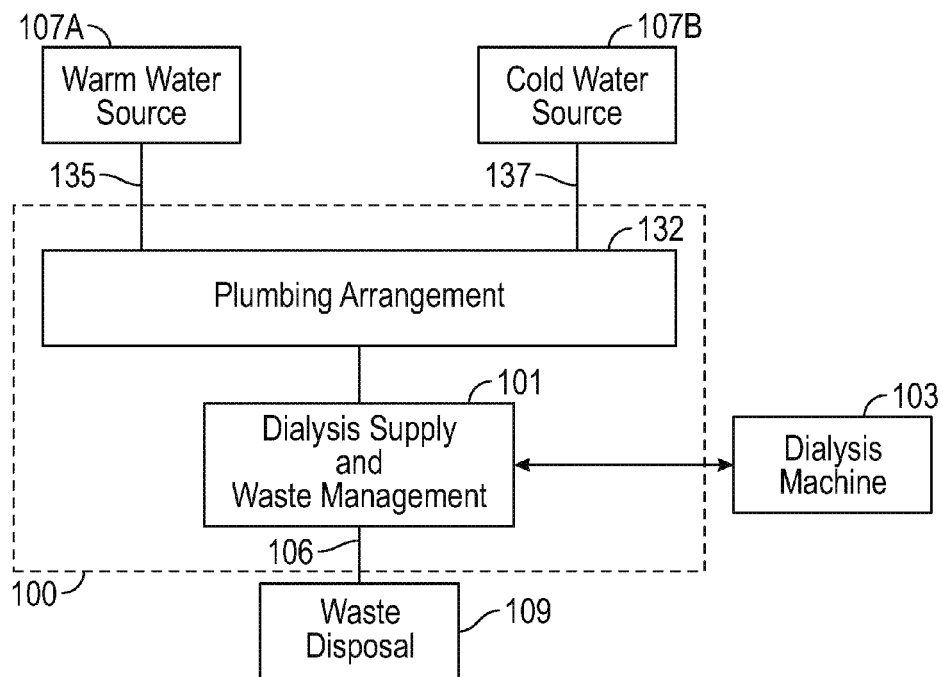 107A
107B
Warm Water
Source
Cold Water
Source
135
137
132
Plumbing Arrangement
101
Dialysis Supply
and
Waste Management
103
Dialysis
Machine
106
100
Waste
Disposal
109